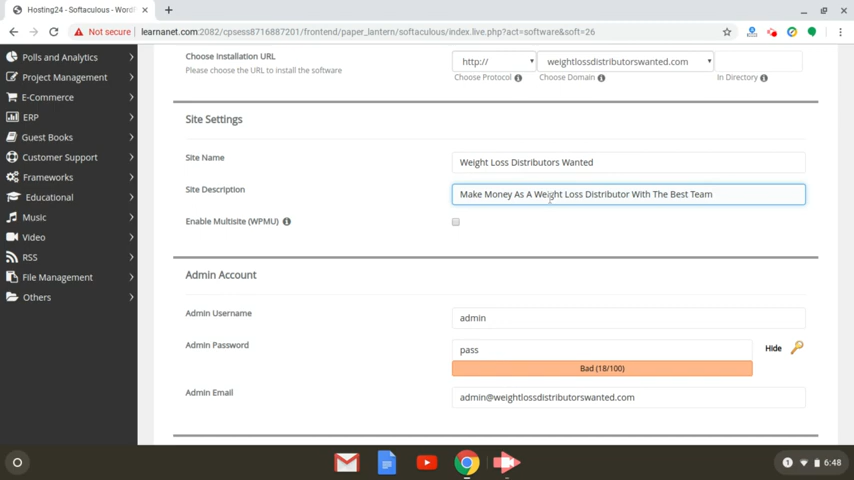 Hosting24 - Softaculous - Word
Not secure
learnanet.com:2082/cpsess8716887201/frontend/paper_lantern/softaculous/index.live.php?act=software&soft=26
Polls and Analytics
Project Management
E-Commerce
ERP
Guest Books
Customer Support
Frameworks
Educational
Music
Video
RSS
File Management
Others
Choose Installation URL
Please choose the URL to install the software
http://
weightlossdistributorswanted.com
Choose Protocol
Choose Domain
In Directory
Site Settings
Site Name
Weight Loss Distributors Wanted
Site Description
Make Money As A Weight Loss Distributor With The Best Team
Enable Multisite (WPMU)
Admin Account
Admin Username
admin
Admin Password
pass
Hide
Bad (18/100)
Admin Email
admin@weightlossdistributorswanted.com
1
6:48